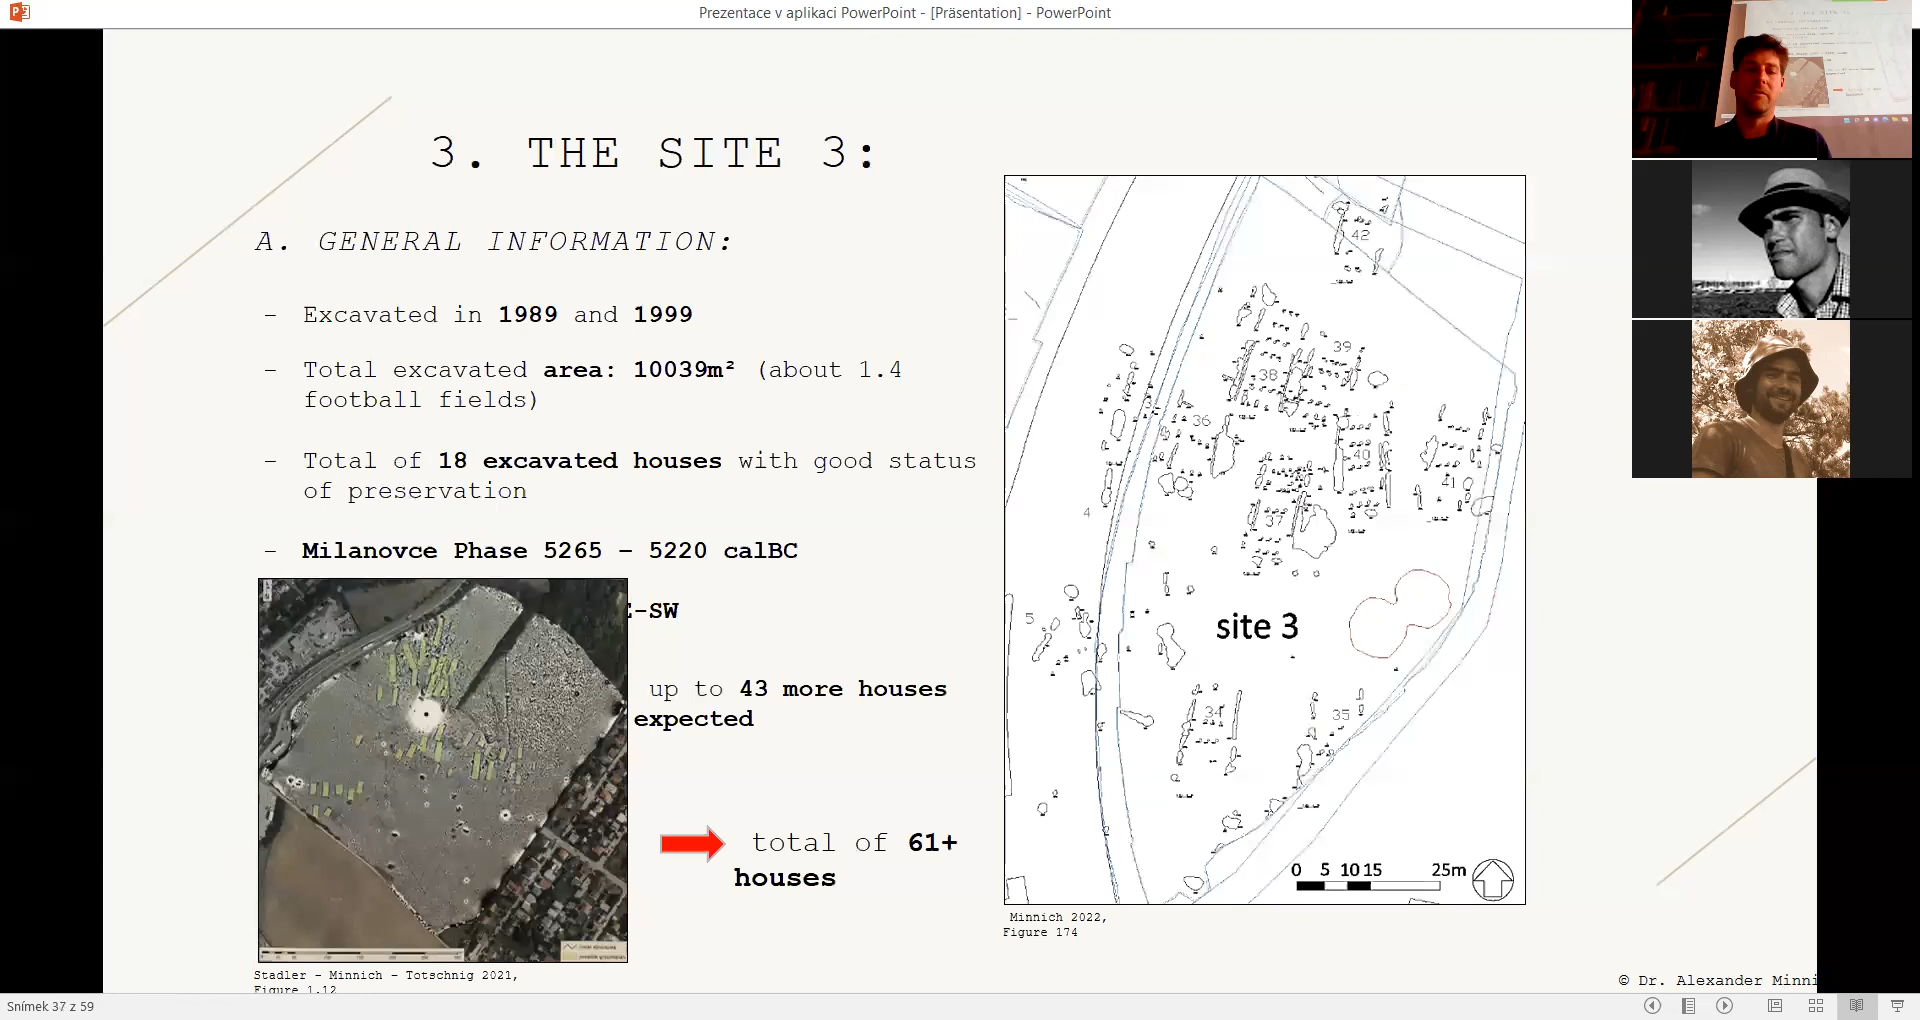 Prezentace v aplikaci PowerPoint - [Präsentation] - PowerPoint
3. THE SITE 3:
A. GENERAL INFORMATION:
- Excavated in 1989 and 1999
- Total excavated area: 10039m² (about 1.4
football fields)
- Total of 18 excavated houses with good status
of preservation
- Milanovce Phase 5265 – 5220 calBC
E-SW
up to 43 more houses
expected
total of 61+
houses
Stadler – Minnich – Totschnig 2021,
Figure 1.12
42
39
38
36
40
41
4
37
5
site 3
34
35
0 5 10 15 25m
Minnich 2022,
Figure 174
© Dr. Alexander Minni
Snímek 37 z 59